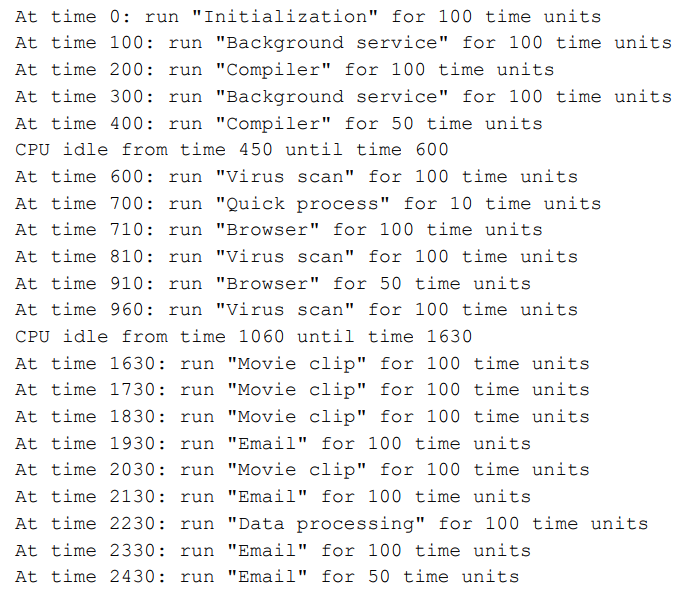 At time 0: run "Initialization" for 100 time units
At time 100: run "Background service" for 100 time units
At time 200: run "Compiler" for 100 time units
At time 300: run "Background service" for 100 time units
At time 400: run "Compiler" for 50 time units
CPU idle from time 450 until time 600
At time 600: run "Virus scan" for 100 time units
At time 700: run "Quick process" for 10 time units
At time 710: run "Browser" for 100 time units
At time 810: run "Virus scan" for 100 time units
At time 910: run "Browser" for 50 time units
At time 960: run "Virus scan" for 100 time units
CPU idle from time 1060 until time 1630
At time 1630: run "Movie clip" for 100 time units
At time 1730: run "Movie clip" for 100 time units
At time 1830: run "Movie clip" for 100 time units
At time 1930: run "Email" for 100 time units
At time 2030: run "Movie clip" for 100 time units
At time 2130: run "Email" for 100 time units
At time 2230: run "Data processing" for 100 time units
At time 2330: run "Email" for 100 time units
At time 2430: run "Email" for 50 time units